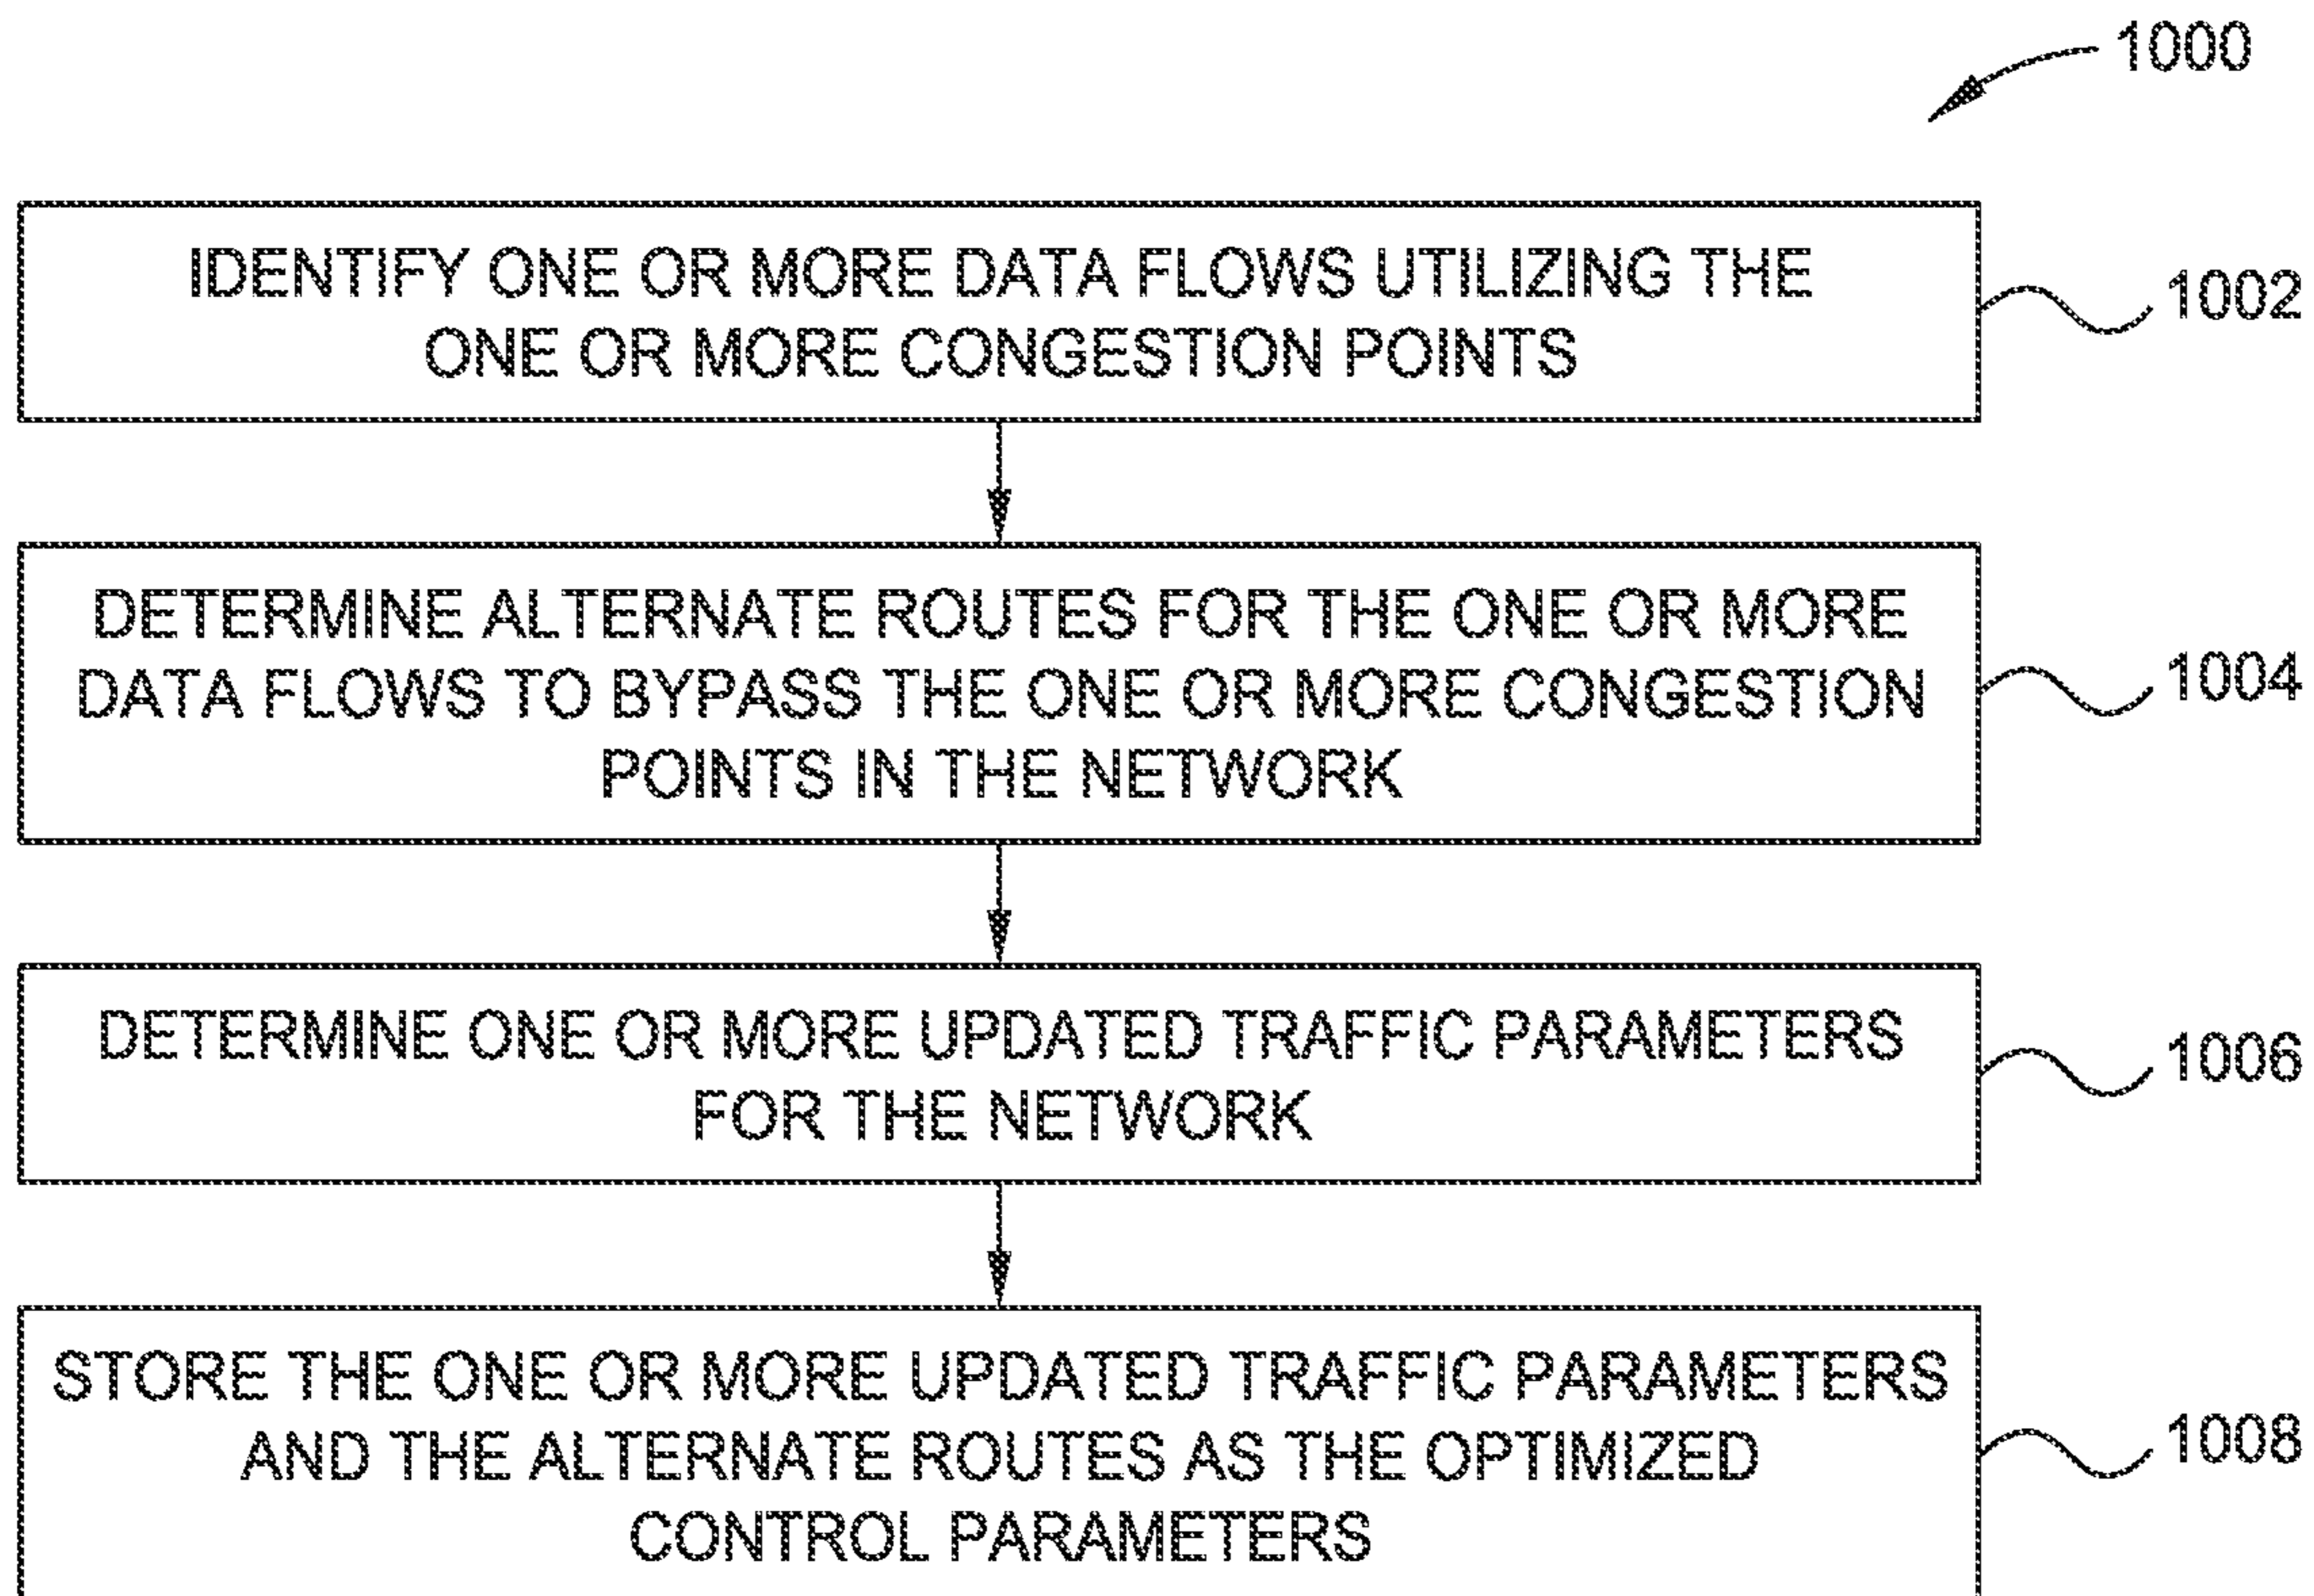 1000
IDENTIFY ONE OR MORE DATA FLOWS UTILIZING THE
ONE OR MORE CONGESTION POINTS
1002
DETERMINE ALTERNATE ROUTES FOR THE ONE OR MORE
DATA FLOWS TO BYPASS THE ONE OR MORE CONGESTION
POINTS IN THE NETWORK
1004
DETERMINE ONE OR MORE UPDATED TRAFFIC PARAMETERS
FOR THE NETWORK
1006
STORE THE ONE OR MORE UPDATED TRAFFIC PARAMETERS
AND THE ALTERNATE ROUTES AS THE OPTIMIZED
CONTROL PARAMETERS
1008